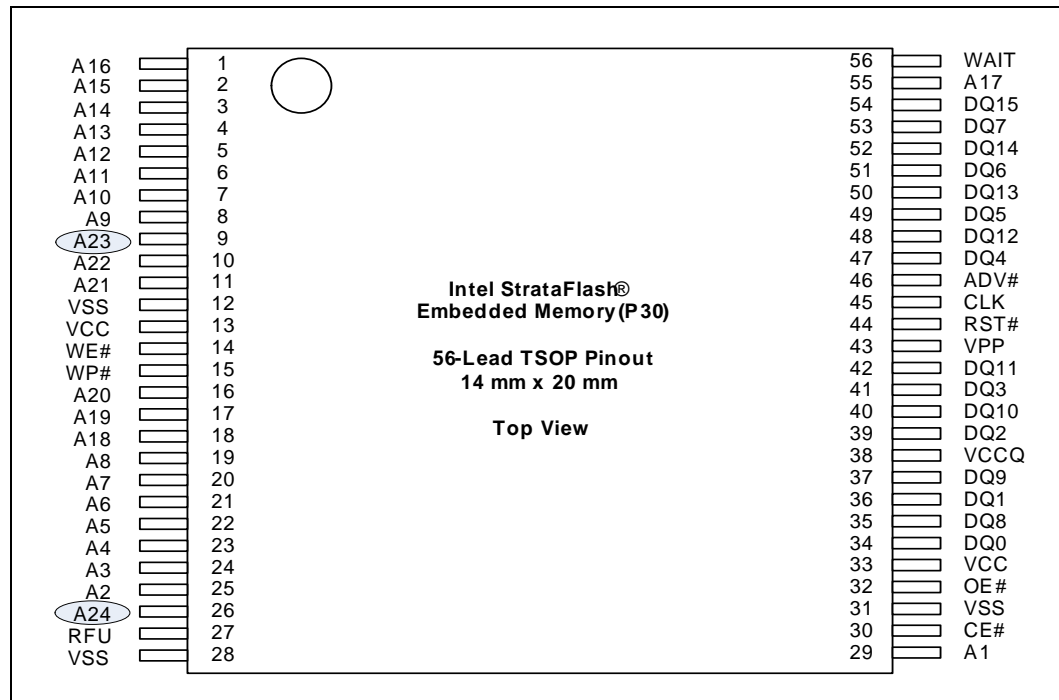 A16 1
A15 2
A14 3
A13 4
A12 5
A11 6
A10 7
A9 8
A23 9
A22 10
A21 11
VSS 12
VCC 13
WE# 14
WP# 15
A20 16
A19 17
A18 18
A8 19
A7 20
A6 21
A5 22
A4 23
A3 24
A2 25
A24 26
RFU 27
VSS 28
Intel StrataFlash®
Embedded Memory (P30)
56-Lead TSOP Pinout
14 mm x 20 mm
Top View
56 WAIT
55 A17
54 DQ15
53 DQ7
52 DQ14
51 DQ6
50 DQ13
49 DQ5
48 DQ12
47 DQ4
46 ADV#
45 CLK
44 RST#
43 VPP
42 DQ11
41 DQ3
40 DQ10
39 DQ2
38 VCCQ
37 DQ9
36 DQ1
35 DQ8
34 DQ0
33 VCC
32 OE#
31 VSS
30 CE#
29 A1